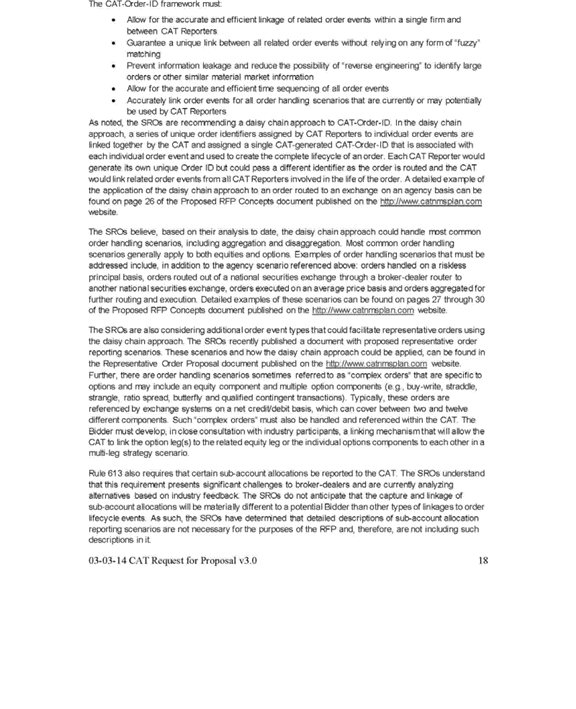 The CAT-Order-ID framework must:
• Allow for the accurate and efficient linkage of related order events within a single firm and
between CAT Reporters
• Guarantee a unique link between all related order events without relying on any form of "fuzzy"
matching
• Prevent information leakage and reduce the possibility of "reverse engineering" to identify large
orders or other similar material market information
• Allow for the accurate and efficient time sequencing of all order events
• Accurately link order events for all order handling scenarios that are currently or may potentially
be used by CAT Reporters
As noted, the SROs are recommending a daisy chain approach to CAT-Order-ID. In the daisy chain
approach, a series of unique order identifiers assigned by CAT Reporters to individual order events are
linked together by the CAT and assigned a single CAT-generated CAT-Order-ID that is associated with
each individual order event and used to create the complete lifecycle of an order. Each CAT Reporter would
generate its own unique Order ID but could pass a different identifier as the order is routed and the CAT
would link related order events from all CAT Reporters involved in the life of the order. A detailed example of
the application of the daisy chain approach to an order routed to an exchange on an agency basis can be
found on page 26 of the Proposed RFP Concepts document published on the http://www.catnmsplan.com
website.
The SROs believe, based on their analysis to date, the daisy chain approach could handle most common
order handling scenarios, including aggregation and disaggregation. Most common order handling
scenarios generally apply to both equities and options. Examples of order handling scenarios that must be
addressed include, in addition to the agency scenario referenced above: orders handled on a riskless
principal basis, orders routed out of a national securities exchange through a broker-dealer router to
another national securities exchange, orders executed on an average price basis and orders aggregated for
further routing and execution. Detailed examples of these scenarios can be found on pages 27 through 30
of the Proposed RFP Concepts document published on the http://www.catnmsplan.com website.
The SROs are also considering additional order event types that could facilitate representative orders using
the daisy chain approach. The SROs recently published a document with proposed representative order
reporting scenarios. These scenarios and how the daisy chain approach could be applied, can be found in
the Representative Order Proposal document published on the http://www.catnmsplan.com website.
Further, there are order handling scenarios sometimes referred to as "complex orders" that are specific to
options and may include an equity component and multiple option components (e.g., buy-write, straddle,
strangle, ratio spread, butterfly and qualified contingent transactions). Typically, these orders are
referenced by exchange systems on a net credit/debit basis, which can cover between two and twelve
different components. Such "complex orders" must also be handled and referenced within the CAT. The
Bidder must develop, in close consultation with industry participants, a linking mechanism that will allow the
CAT to link the option leg(s) to the related equity leg or the individual options components to each other in a
multi-leg strategy scenario.
Rule 613 also requires that certain sub-account allocations be reported to the CAT. The SROs understand
that this requirement presents significant challenges to broker-dealers and are currently analyzing
alternatives based on industry feedback. The SROs do not anticipate that the capture and linkage of
sub-account allocations will be materially different to a potential Bidder than other types of linkages to order
lifecycle events. As such, the SROs have determined that detailed descriptions of sub-account allocation
reporting scenarios are not necessary for the purposes of the RFP and, therefore, are not including such
descriptions in it.
03-03-14 CAT Request for Proposal v3.0 18